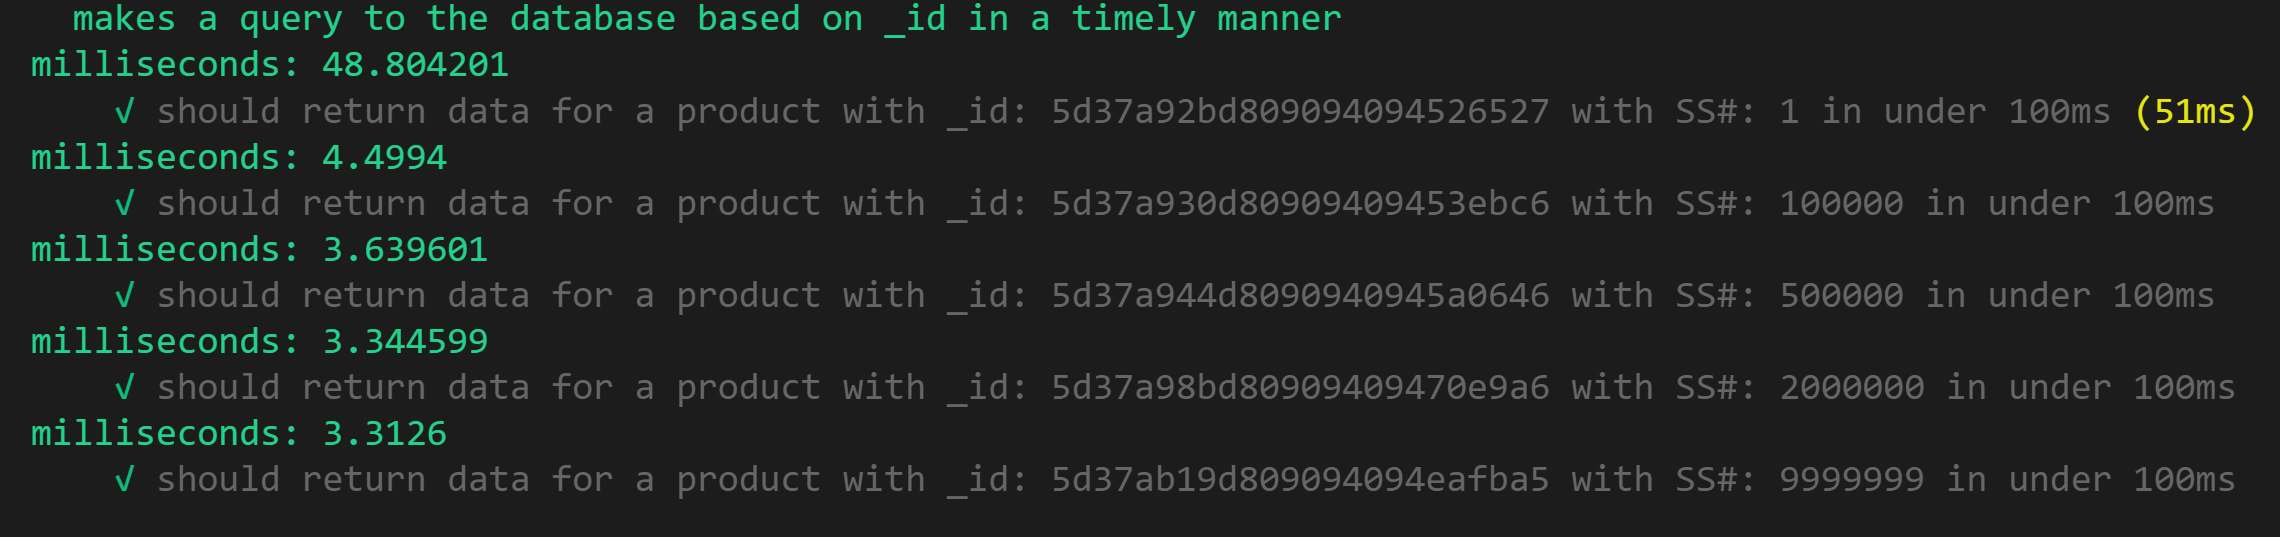 makes a query to the database based on _id in a timely manner
milliseconds: 48.804201
√ should return data for a product with _id: 5d37a92bd809094094526527 with SS#: 1 in under 100ms (51ms)
milliseconds: 4.4994
√ should return data for a product with _id: 5d37a930d80909409453ebc6 with SS#: 100000 in under 100ms
milliseconds: 3.639601
√ should return data for a product with _id: 5d37a944d8090940945a0646 with SS#: 500000 in under 100ms
milliseconds: 3.344599
√ should return data for a product with _id: 5d37a98bd80909409470e9a6 with SS#: 2000000 in under 100ms
milliseconds: 3.3126
√ should return data for a product with _id: 5d37ab19d809094094eafba5 with SS#: 9999999 in under 100ms